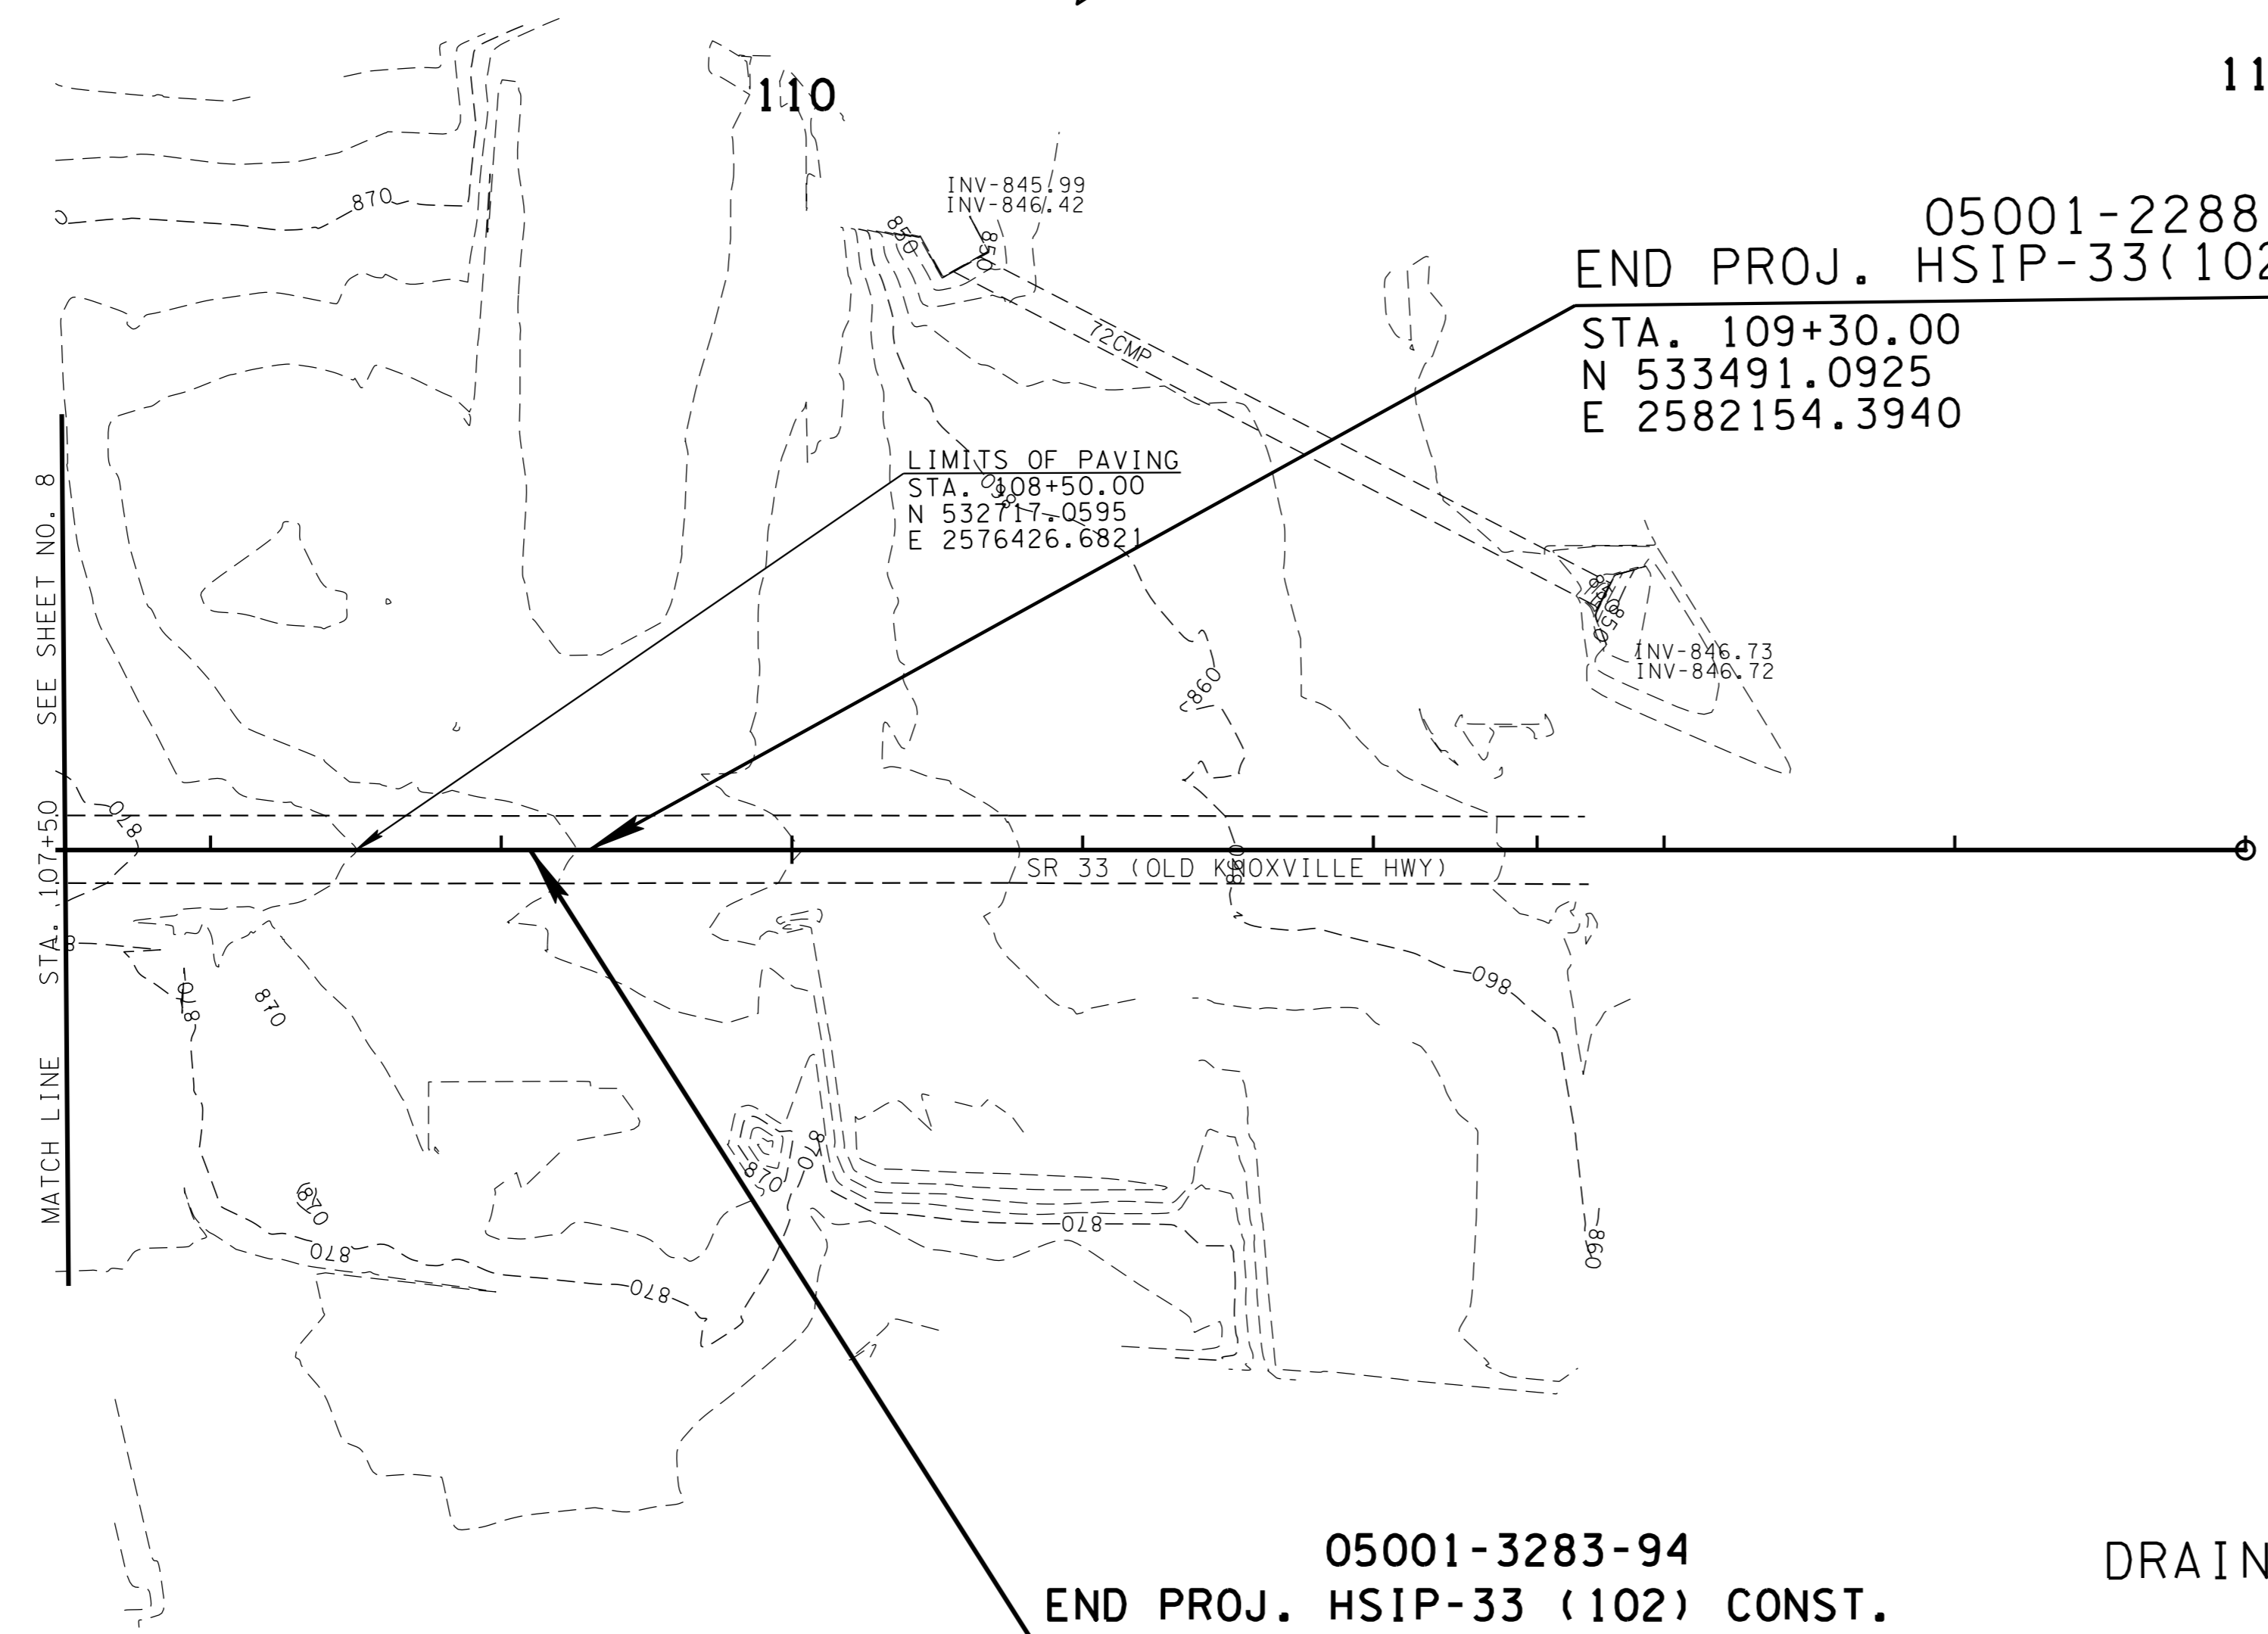 110
11
870
INV-845.99
INV-846.42
850
850
05001-2288
END PROJ. HSIP-33(102
STA. 109+30.00
N 533491.0925
E 2582154.3940
72CMP
LIMITS OF PAVING
STA. 108+50.00
N 532717.0595
E 2576426.6821
860
850
INV-846.73
INV-846.72
860
MATCH LINE STA. 107+50 SEE SHEET NO. 8
870
SR 33 (OLD KNOXVILLE HWY)
860
860
870
870
870
870
870
870
870
870
860
05001-3283-94
END PROJ. HSIP-33 (102) CONST.
DRAIN